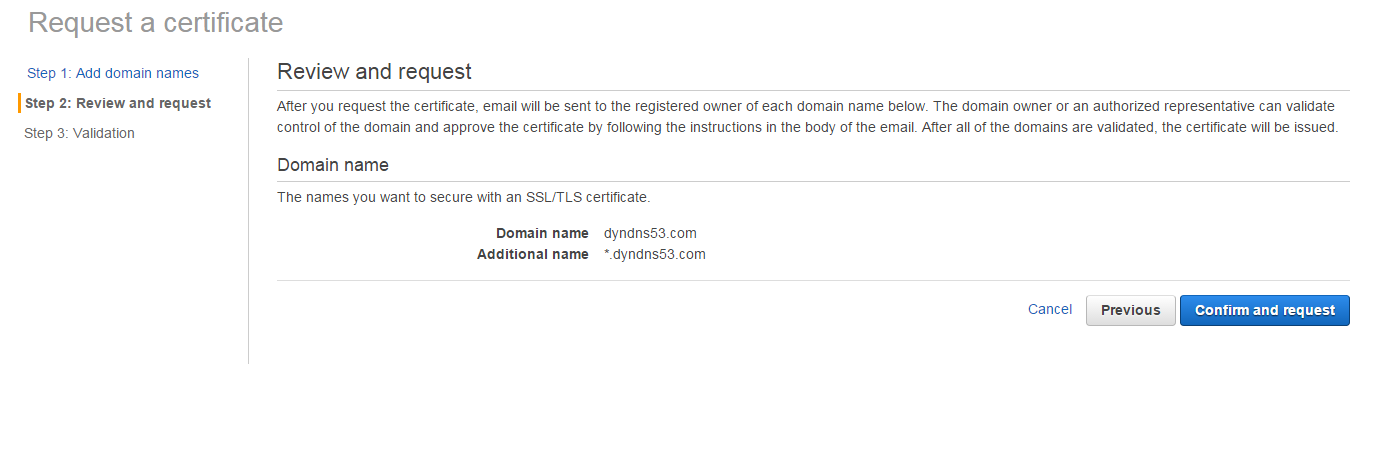 Request a certificate
Step 1: Add domain names
Step 2: Review and request
Step 3: Validation
Review and request
After you request the certificate, email will be sent to the registered owner of each domain name below. The domain owner or an authorized representative can validate
control of the domain and approve the certificate by following the instructions in the body of the email. After all of the domains are validated, the certificate will be issued.
Domain name
The names you want to secure with an SSL/TLS certificate.
Domain name dyndns53.com
Additional name *.dyndns53.com
Cancel Previous Confirm and request